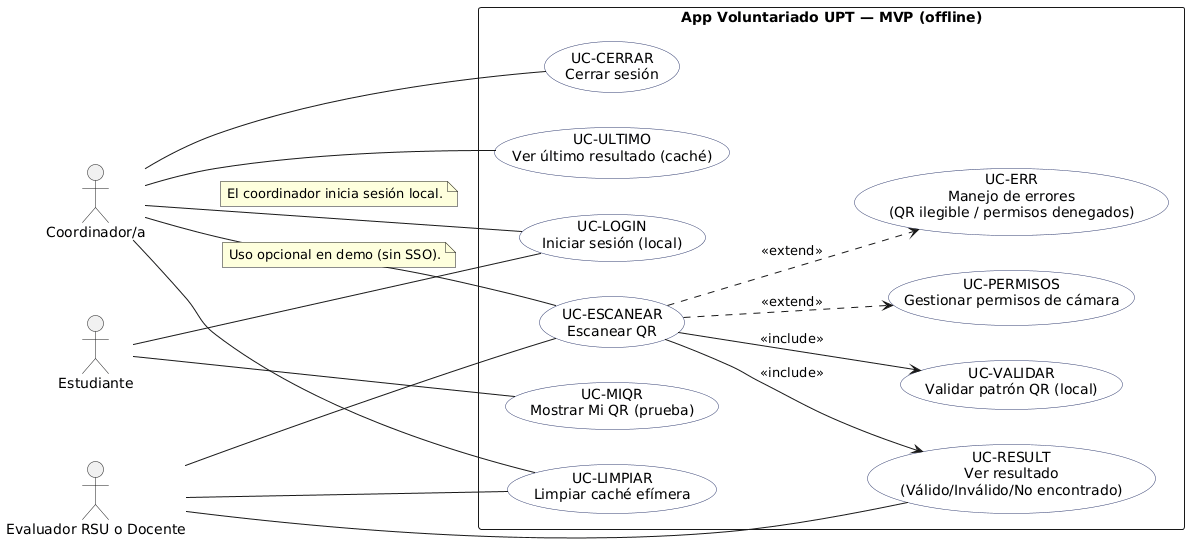 App Voluntariado UPT — MVP (offline)
UC-CERRAR
Cerrar sesión
UC-ULTIMO
Ver último resultado (caché)
El coordinador inicia sesión local.
Coordinador/a
UC-LOGIN
Iniciar sesión (local)
Uso opcional en demo (sin SSO).
UC-ERR
Manejo de errores
(QR ilegible / permisos denegados)
«extend»
UC-PERMISOS
Gestionar permisos de cámara
«extend»
UC-ESCANEAR
Escanear QR
«include»
UC-VALIDAR
Validar patrón QR (local)
«include»
Estudiante
UC-MIQR
Mostrar Mi QR (prueba)
UC-RESULT
Ver resultado
(Válido/Inválido/No encontrado)
UC-LIMPIAR
Limpiar caché efímera
Evaluador RSU o Docente